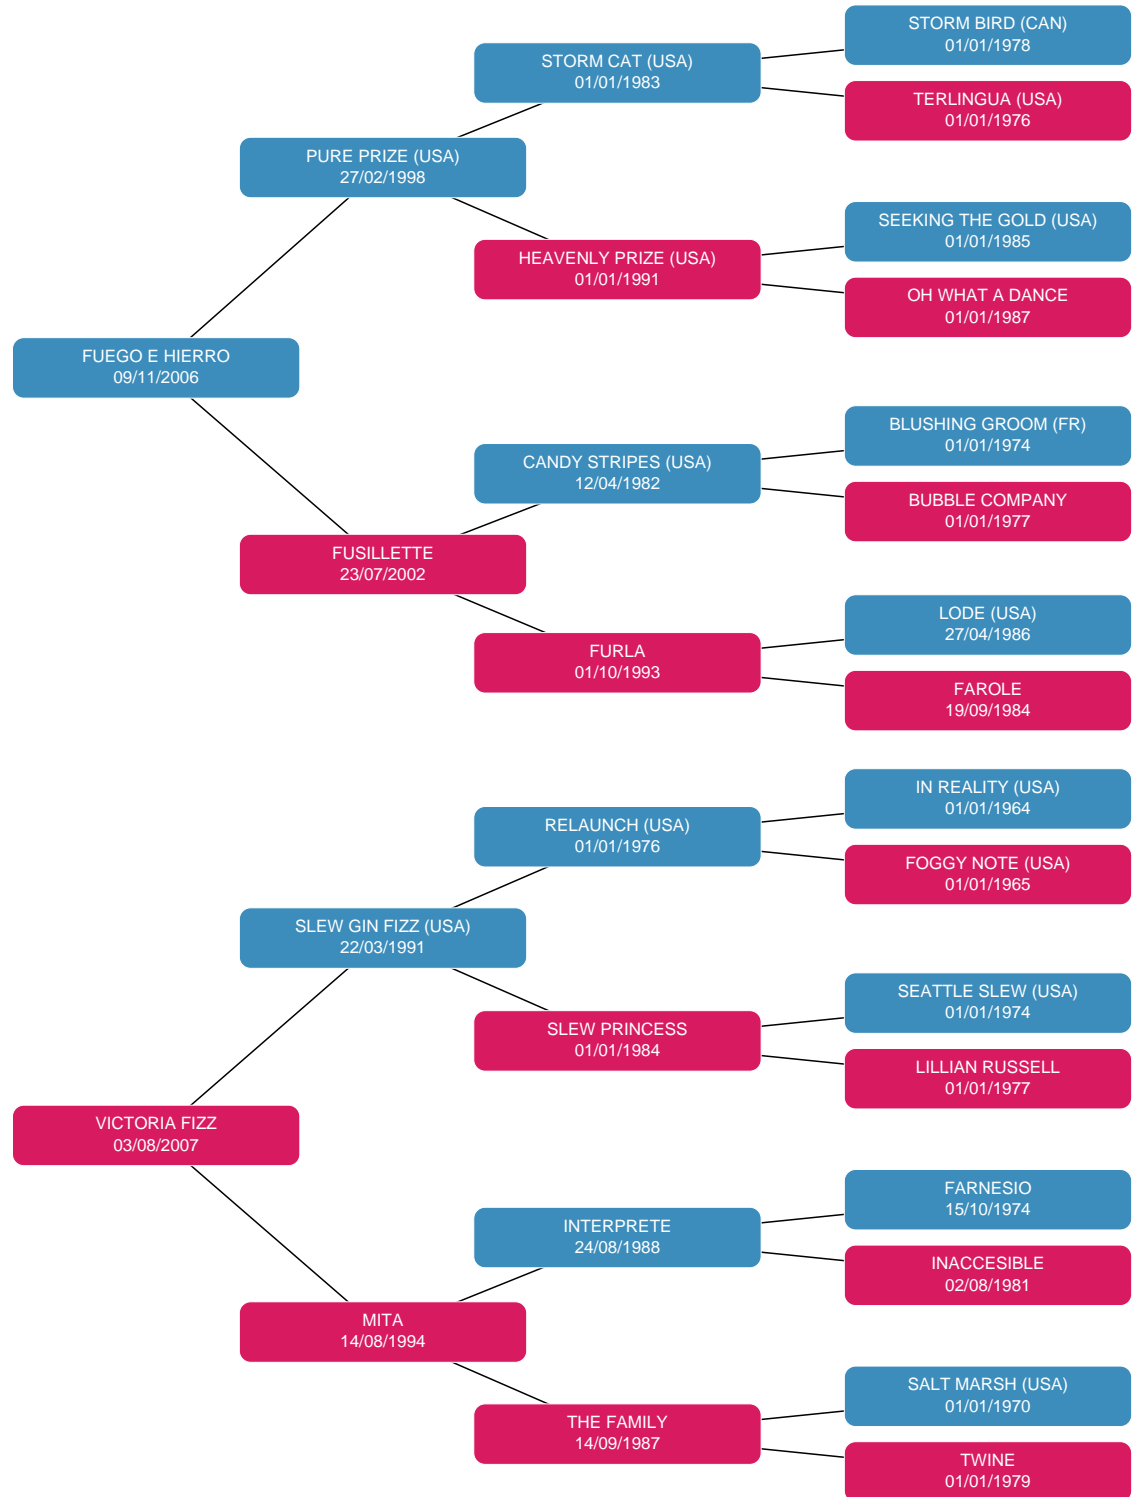 STORM BIRD (CAN)
01/01/1978
STORM CAT (USA)
01/01/1983
TERLINGUA (USA)
01/01/1976
PURE PRIZE (USA)
27/02/1998
SEEKING THE GOLD (USA)
01/01/1985
HEAVENLY PRIZE (USA)
01/01/1991
OH WHAT A DANCE
01/01/1987
FUEGO E HIERRO
09/11/2006
BLUSHING GROOM (FR)
01/01/1974
CANDY STRIPES (USA)
12/04/1982
BUBBLE COMPANY
01/01/1977
FUSILLETTE
23/07/2002
LODE (USA)
27/04/1986
FURLA
01/10/1993
FAROLE
19/09/1984
IN REALITY (USA)
01/01/1964
RELAUNCH (USA)
01/01/1976
FOGGY NOTE (USA)
01/01/1965
SLEW GIN FIZZ (USA)
22/03/1991
SEATTLE SLEW (USA)
01/01/1974
SLEW PRINCESS
01/01/1984
LILLIAN RUSSELL
01/01/1977
VICTORIA FIZZ
03/08/2007
FARNESIO
15/10/1974
INTERPRETE
24/08/1988
INACCESIBLE
02/08/1981
MITA
14/08/1994
SALT MARSH (USA)
01/01/1970
THE FAMILY
14/09/1987
TWINE
01/01/1979